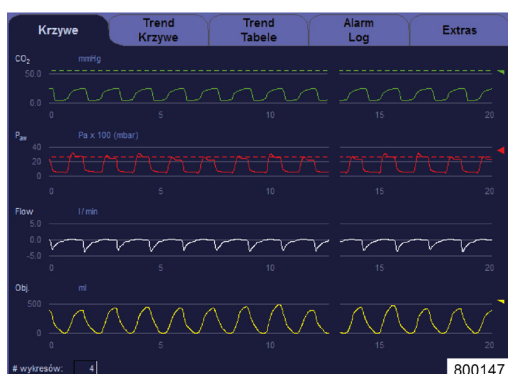 Krzywe
Trend Krzywe
Trend Tabele
Alarm Log
Extras
CO₂ mmHg
50.0
0.0
0 5 10 15 20
Paw Pa x 100 (mbar)
40
20
0
0 5 10 15 20
Flow l/min
5.0
0.0
-5.0
0 5 10 15 20
Obj. ml
500
0
0 5 10 15 20
# wykresów: 4
800147